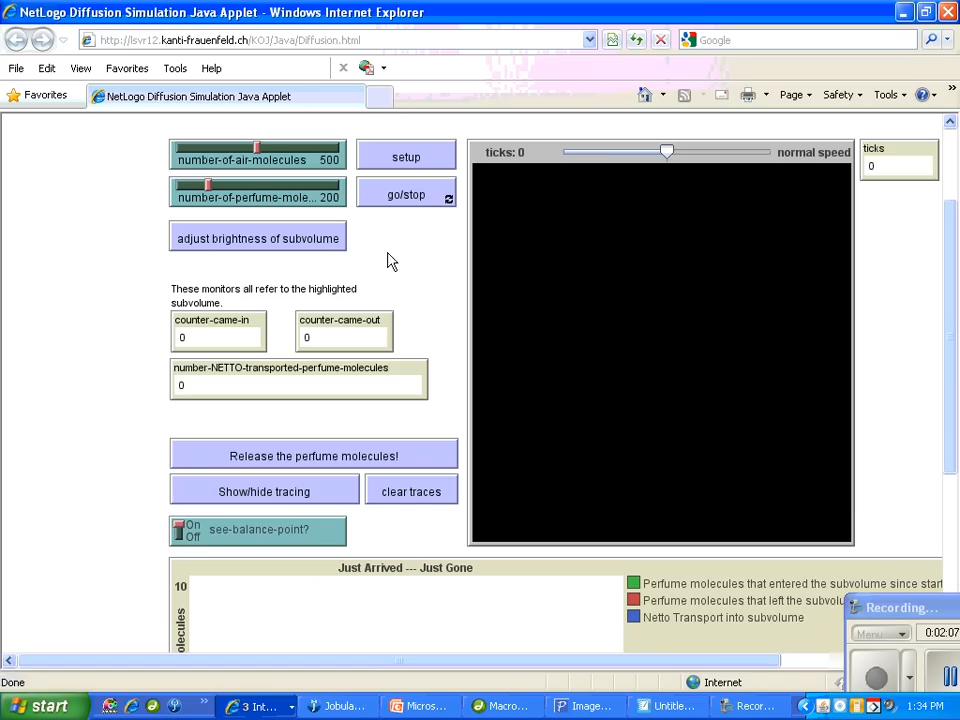 NetLogo Diffusion Simulation Java Applet - Windows Internet Explorer
http://lsvr12.kanti-frauenfeld.ch/KOJ/Java/Diffusion.html
Google
File Edit View Favorites Tools Help
Favorites
NetLogo Diffusion Simulation Java Applet
Page
Safety
Tools
number-of-air-molecules 500
setup
ticks: 0
normal speed
ticks
0
number-of-perfume-mole... 200
go/stop
adjust brightness of subvolume
These monitors all refer to the highlighted
subvolume.
counter-came-in
0
counter-came-out
0
number-NETTO-transported-perfume-molecules
0
Release the perfume molecules!
Show/hide tracing
clear traces
On
Off
see-balance-point?
Just Arrived --- Just Gone
10
Perfume molecules that entered the subvolume since start
Perfume molecules that left the subvolu
Netto Transport into subvolume
Recording...
Menu
0:02:07
Done
Internet
start
3 Int...
Jobula...
Micros...
Macro...
Image...
Untitle...
Recor...
1:34 PM